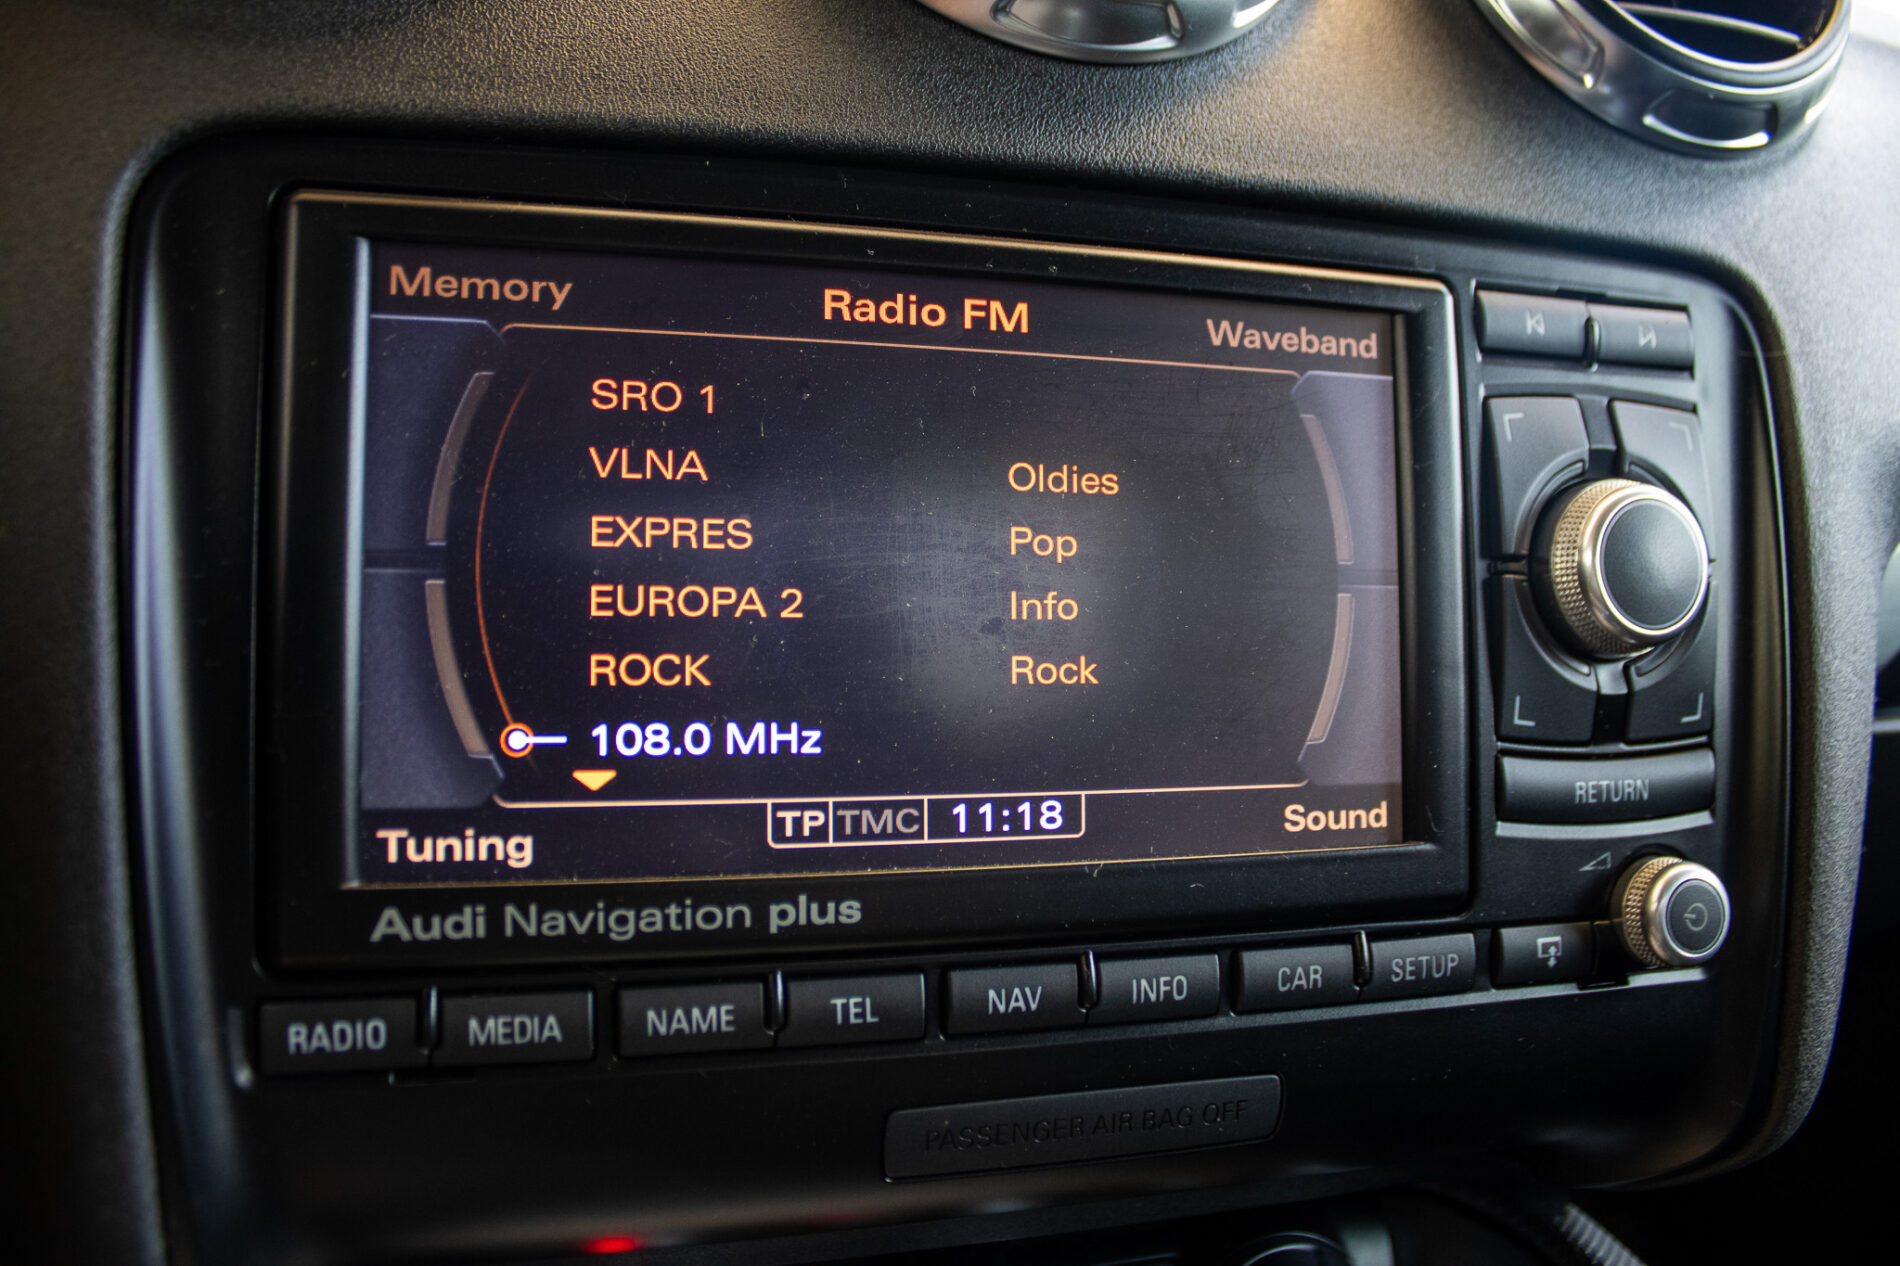 Memory
Radio FM
Waveband
SRO 1
VLNA Oldies
EXPRES Pop
EUROPA 2 Info
ROCK Rock
108.0 MHz
Tuning
TP TMC 11:18
Sound
Audi Navigation plus
RETURN
RADIO MEDIA NAME TEL NAV INFO CAR SETUP
PASSENGER AIR BAG OFF